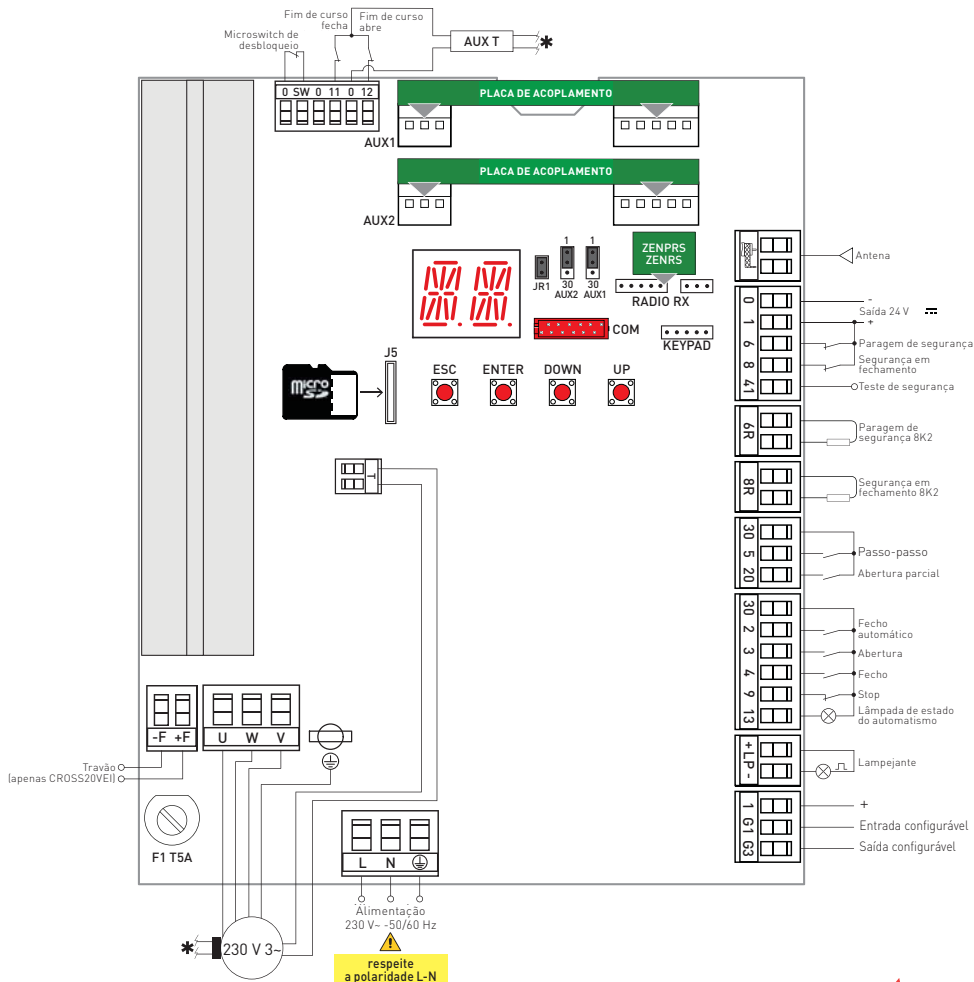 Fim de curso
fecha
Fim de curso
abre
Microswitch de
desbloqueio
AUX T
*
0 SW 0 11 0 12
PLACA DE ACOPLAMENTO
AUX1
PLACA DE ACOPLAMENTO
AUX2
ZENPRS
ZENRS
1
1
JR1
30
AUX2
30
AUX1
RADIO RX
COM
KEYPAD
J5
micro
SD
ESC
ENTER
DOWN
UP
T
Antena
0
1
6
8
41
-
Saída 24 V
+
Paragem de segurança
Segurança em
fechamento
Teste de segurança
6R
Paragem de
segurança 8K2
8R
Segurança em
fechamento 8K2
30
5
20
Passo-passo
Abertura parcial
30
2
3
4
9
13
Fecho
automático
Abertura
Fecho
Stop
Lâmpada de estado
do automatismo
+ LP -
Lampejante
1
G1
G3
+
Entrada configurável
Saída configurável
-F +F
U W V
Travão
(apenas CROSS20VEI)
F1 T5A
L N
Alimentação
230 V~ -50/60 Hz
respeite
a polaridade L-N
*
230 V 3~